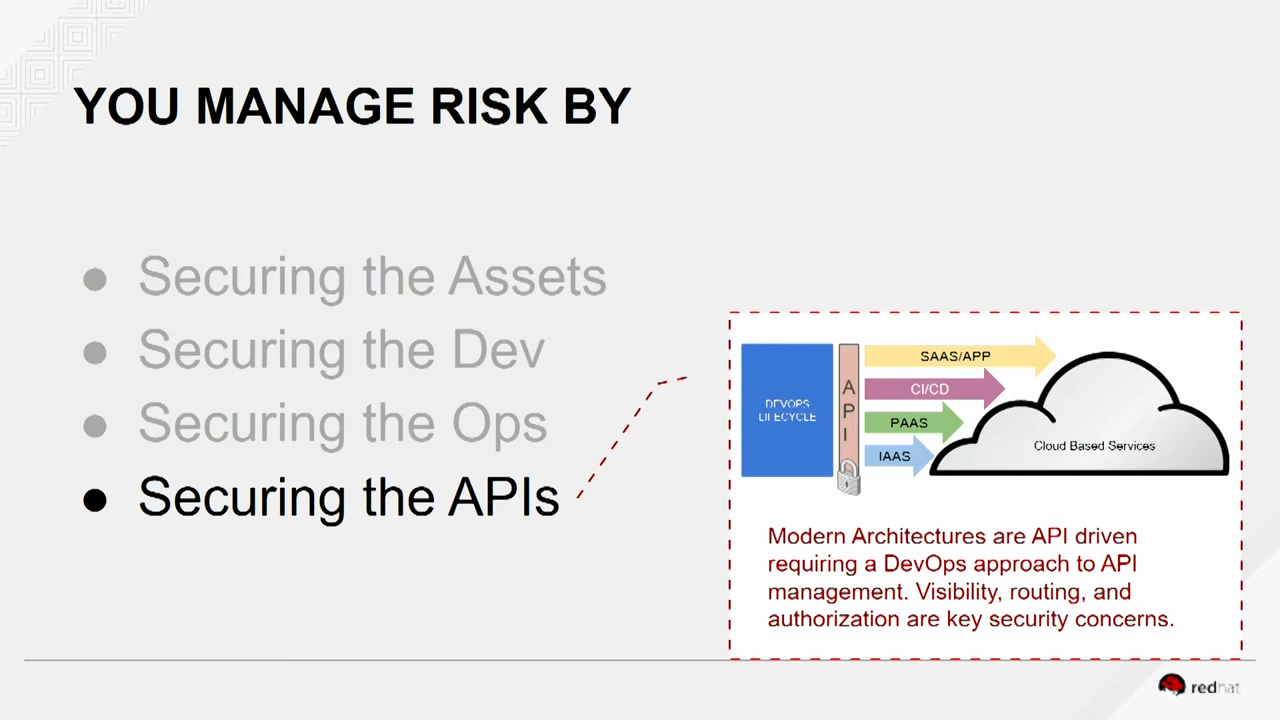 YOU MANAGE RISK BY
● Securing the Assets
● Securing the Dev
● Securing the Ops
● Securing the APIs
DEVOPS
LIFECYCLE
API
SAAS/APP
CI/CD
PAAS
IAAS
Cloud Based Services
Modern Architectures are API driven
requiring a DevOps approach to API
management. Visibility, routing, and
authorization are key security concerns.
redhat